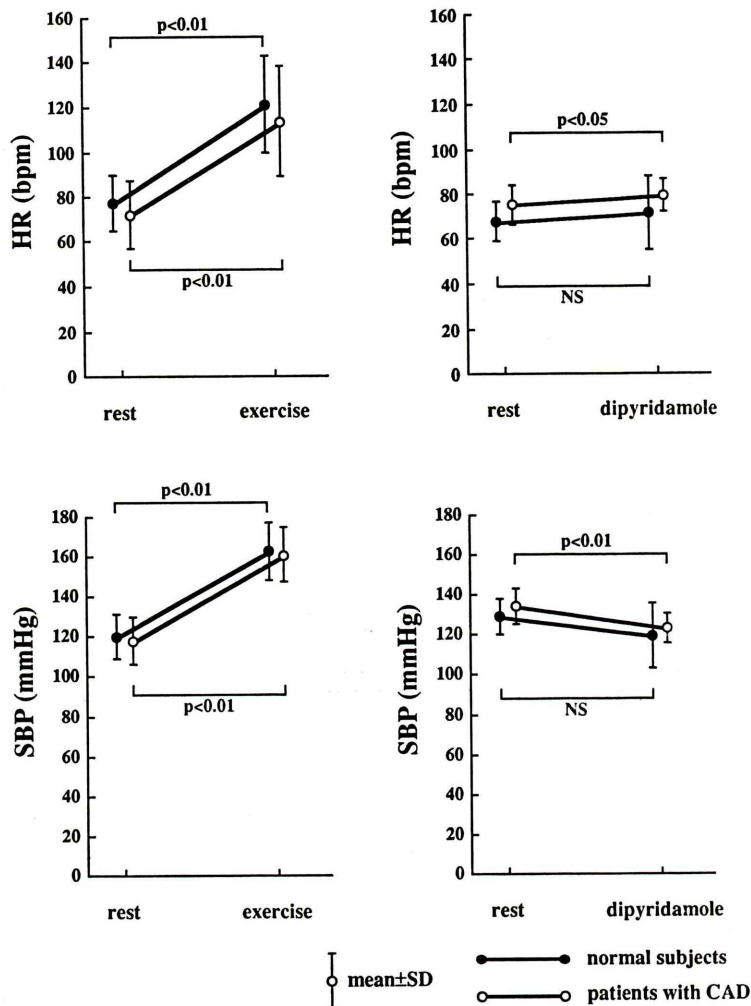 HR (bpm)
160
140
120
100
80
60
40
20
0
p<0.01
p<0.01
rest
exercise
HR (bpm)
160
140
120
100
80
60
40
20
0
p<0.05
NS
rest
dipyridamole
SBP (mmHg)
180
160
140
120
100
80
60
40
20
0
p<0.01
p<0.01
rest
exercise
SBP (mmHg)
180
160
140
120
100
80
60
40
20
0
p<0.01
NS
rest
dipyridamole
mean±SD
normal subjects
patients with CAD